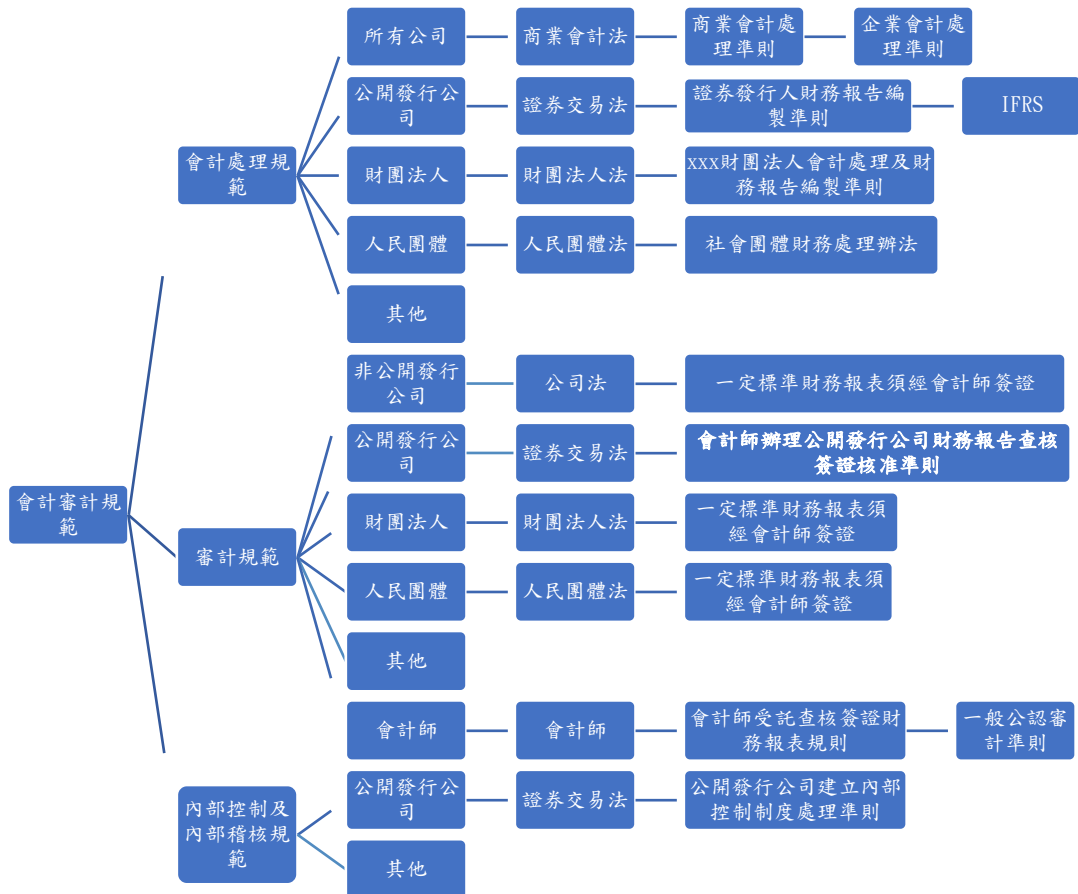 所有公司
商業會計法
商業會計處
理準則
企業會計處
理準則
公開發行公
司
證券交易法
證券發行人財務報告編
製準則
IFRS
會計處理規
範
財團法人
財團法人法
xxx財團法人會計處理及財
務報告編製準則
人民團體
人民團體法
社會團體財務處理辦法
其他
非公開發行
公司
公司法
一定標準財務報表須經會計師簽證
公開發行公
司
證券交易法
會計師辦理公開發行公司財務報告查核
簽證核准準則
會計審計規
範
審計規範
財團法人
財團法人法
一定標準財務報表須
經會計師簽證
人民團體
人民團體法
一定標準財務報表須
經會計師簽證
其他
會計師
會計師
會計師受託查核簽證財
務報表規則
一般公認審
計準則
內部控制及
內部稽核規
範
公開發行公
司
證券交易法
公開發行公司建立內部
控制制度處理準則
其他